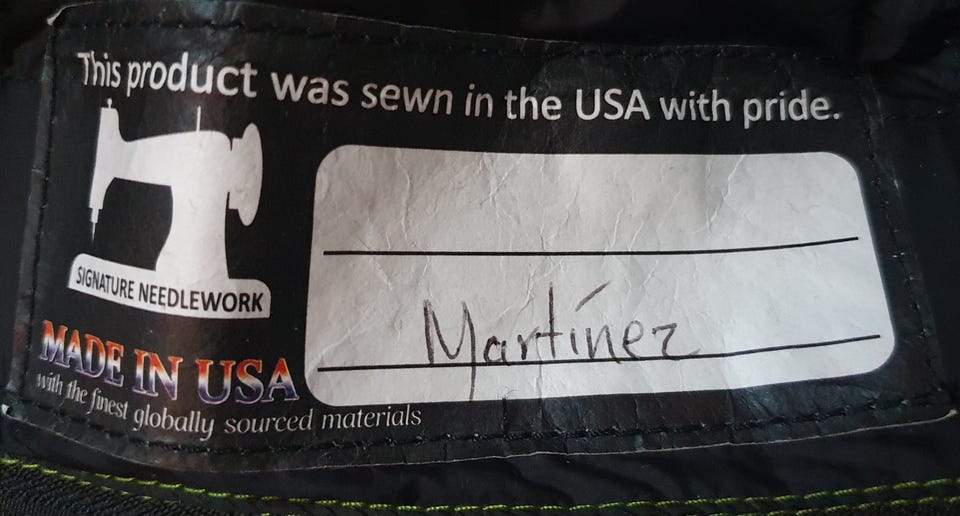 This product was sewn in the USA with pride.
SIGNATURE NEEDLEWORK
MADE IN USA
with the finest globally sourced materials
Martínez